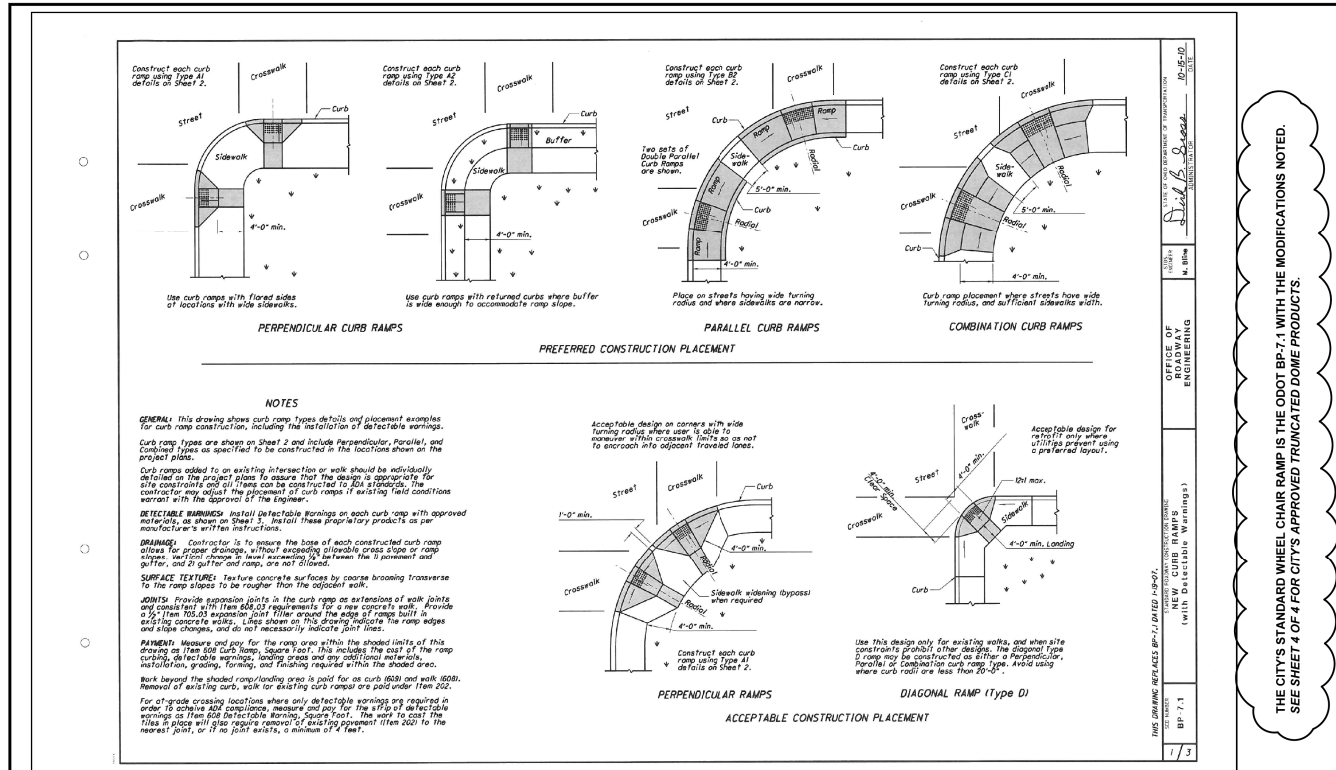 Construct each curb
ramp using Type A1
details on Sheet 2.
Crosswalk
Street
Curb
Sidewalk
Crosswalk
4'-0" min.
Use curb ramps with flared sides
at locations with wide sidewalks.
Construct each curb
ramp using Type A2
details on Sheet 2.
Crosswalk
Street
Curb
Buffer
Sidewalk
Crosswalk
4'-0" min.
Use curb ramps with returned curbs where buffer
is wide enough to accommodate ramp slope.
PERPENDICULAR CURB RAMPS
Construct each curb
ramp using Type B2
details on Sheet 2.
Crosswalk
Street
Curb
Ramp
Ramp
Two sets of
Double Parallel
Curb Ramps
are shown.
Side-
walk
Radial
Curb
Ramp
5'-0" min.
Crosswalk
Curb
Radial
Ramp
4'-0" min.
Place on streets having wide turning
radius and where sidewalks are narrow.
PARALLEL CURB RAMPS
Construct each curb
ramp using Type C1
details on Sheet 2.
Crosswalk
Street
Curb
Side-
walk
Radial
5'-0" min.
Crosswalk
Radial
Curb
4'-0" min.
Curb ramp placement where streets have wide
turning radius, and sufficient sidewalks width.
COMBINATION CURB RAMPS
PREFERRED CONSTRUCTION PLACEMENT
NOTES
GENERAL: This drawing shows curb ramp types details and placement examples
for curb ramp construction, including the installation of detectable warnings.
Curb ramp types are shown on Sheet 2 and include Perpendicular, Parallel, and
Combined types as specified to be constructed in the locations shown on the
project plans.
Curb ramps added to an existing intersection or walk should be individually
detailed on the project plans to assure that the design is appropriate for
site constraints and all items can be constructed to ADA standards. The
contractor may adjust the placement of curb ramps if existing field conditions
warrant with the approval of the Engineer.
DETECTABLE WARNINGS: Install Detectable Warnings on each curb ramp with approved
materials, as shown on Sheet 3. Install these proprietary products as per
manufacturer's written instructions.
DRAINAGE: Contractor is to ensure the base of each constructed curb ramp
allows for proper drainage, without exceeding allowable cross slope or ramp
slopes. Vertical change in level exceeding ¼" between the 1) pavement and
gutter, and 2) gutter and ramp, are not allowed.
SURFACE TEXTURE: Texture concrete surfaces by coarse brooming transverse
to the ramp slopes to be rougher than the adjacent walk.
JOINTS: Provide expansion joints in the curb ramp as extensions of walk joints
and consistent with Item 608.03 requirements for a new concrete walk. Provide
a ½" Item 705.03 expansion joint filler around the edge of ramps built in
existing concrete walks. Lines shown on this drawing indicate the ramp edges
and slope changes, and do not necessarily indicate joint lines.
PAYMENT: Measure and pay for the ramp area within the shaded limits of this
drawing as Item 608 Curb Ramp, Square Foot. This includes the cost of the ramp
curbing, detectable warnings, landing areas and any additional materials,
installation, grading, forming, and finishing required within the shaded area.
Work beyond the shaded ramp/landing area is paid for as curb (609) and walk (608).
Removal of existing curb, walk (or existing curb ramps) are paid under Item 202.
For at-grade crossing locations where only detectable warnings are required in
order to acheive ADA compliance, measure and pay for the strip of detectable
warnings as Item 608 Detectable Warning, Square Foot. The work to cast the
tiles in place will also require removal of existing pavement (Item 202) to the
nearest joint, or if no joint exists, a minimum of 4 feet.
Acceptable design on corners with wide
turning radius where user is able to
maneuver within crosswalk limits so as not
to encroach into adjacent traveled lanes.
Crosswalk
Street
Curb
1'-0" min.
4'-0" min.
Radial
Crosswalk
Sidewalk widening (bypass)
when required
Radial
4'-0" min.
Construct each curb
ramp using Type A1
details on Sheet 2.
PERPENDICULAR RAMPS
Cross-
walk
Acceptable design for
retrofit only where
utilities prevent using
a preferred layout.
4'-0" min.
Street
4'-0" min.
Clear Space
12:1 max.
Crosswalk
Sidewalk
4'-0" min. Landing
Curb
Use this design only for existing walks, and when site
constraints prohibit other designs. The diagonal Type
D ramp may be constructed as either a Perpendicular,
Parallel or Combination curb ramp type. Avoid using
where curb radii are less than 20'-0".
DIAGONAL RAMP (Type D)
ACCEPTABLE CONSTRUCTION PLACEMENT
THIS DRAWING REPLACES BP-7.1 DATED 1-19-07.
STATE OF OHIO DEPARTMENT OF TRANSPORTATION
10-15-10
DATE
ADMINISTRATOR
STDS.
ENGINEER
M. Bline
OFFICE OF
ROADWAY
ENGINEERING
STANDARD ROADWAY CONSTRUCTION DRAWING
NEW CURB RAMPS
(with Detectable Warnings)
SCD NUMBER
BP-7.1
1/3
THE CITY'S STANDARD WHEEL CHAIR RAMP IS THE ODOT BP-7.1 WITH THE MODIFICATIONS NOTED.
SEE SHEET 4 OF 4 FOR CITY'S APPROVED TRUNCATED DOME PRODUCTS.